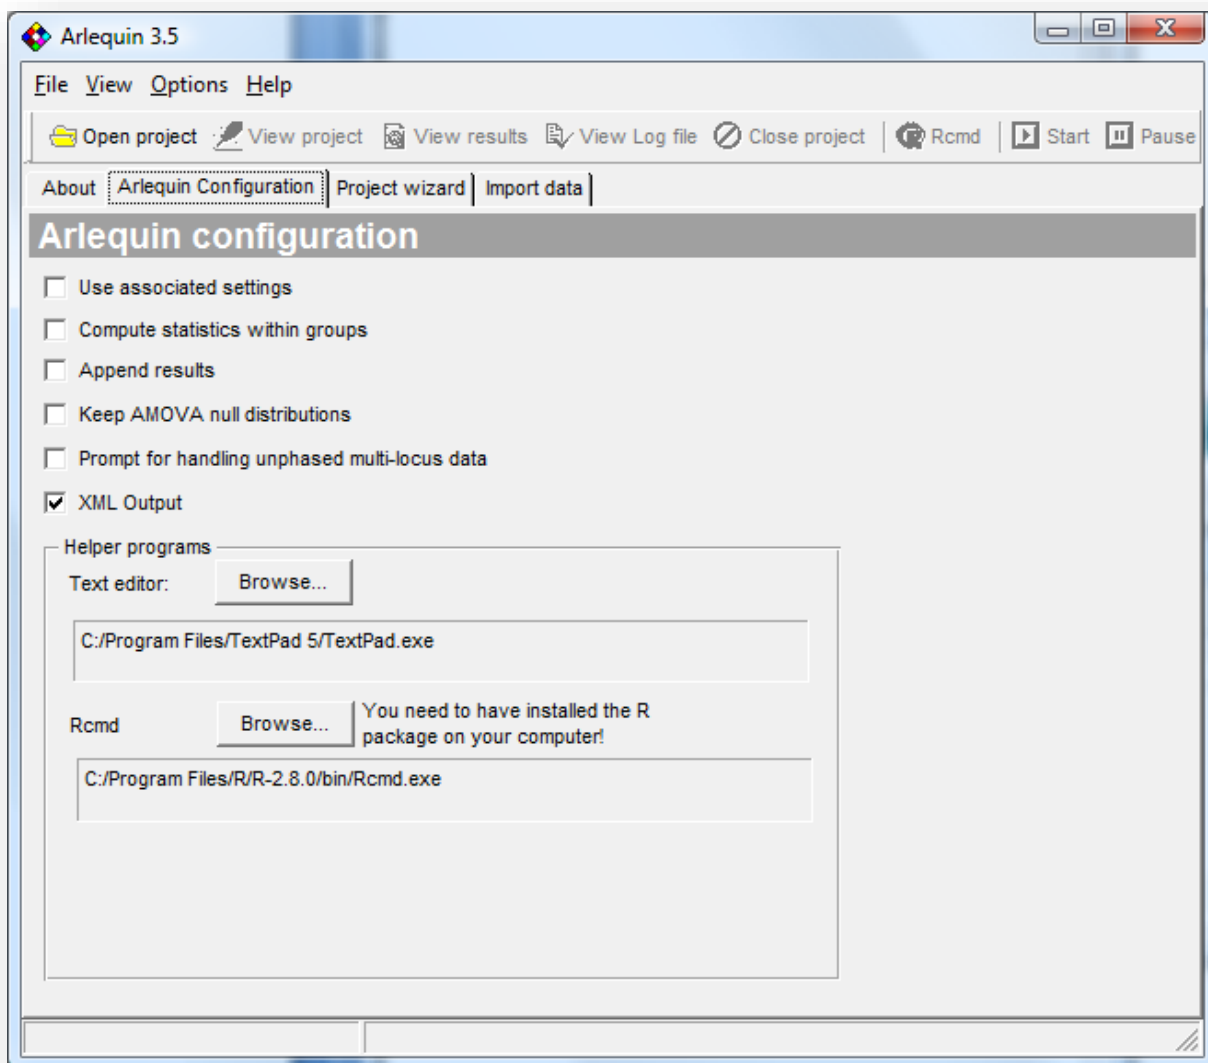 Arlequin 3.5
File View Options Help
Open project View project View results View Log file Close project Rcmd Start Pause
About Arlequin Configuration Project wizard Import data
Arlequin configuration
Use associated settings
Compute statistics within groups
Append results
Keep AMOVA null distributions
Prompt for handling unphased multi-locus data
XML Output
Helper programs
Text editor: Browse...
C:/Program Files/TextPad 5/TextPad.exe
Rcmd Browse... You need to have installed the R
package on your computer!
C:/Program Files/R/R-2.8.0/bin/Rcmd.exe